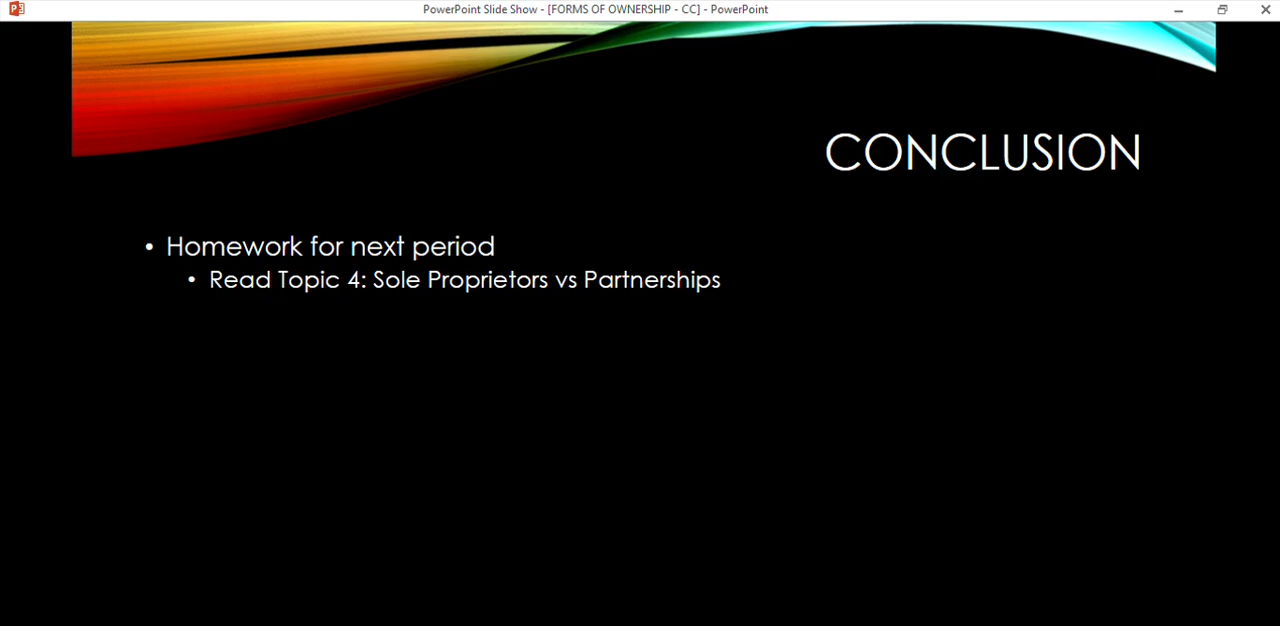 PowerPoint Slide Show - [FORMS OF OWNERSHIP - CC] - PowerPoint
CONCLUSION
• Homework for next period
• Read Topic 4: Sole Proprietors vs Partnerships